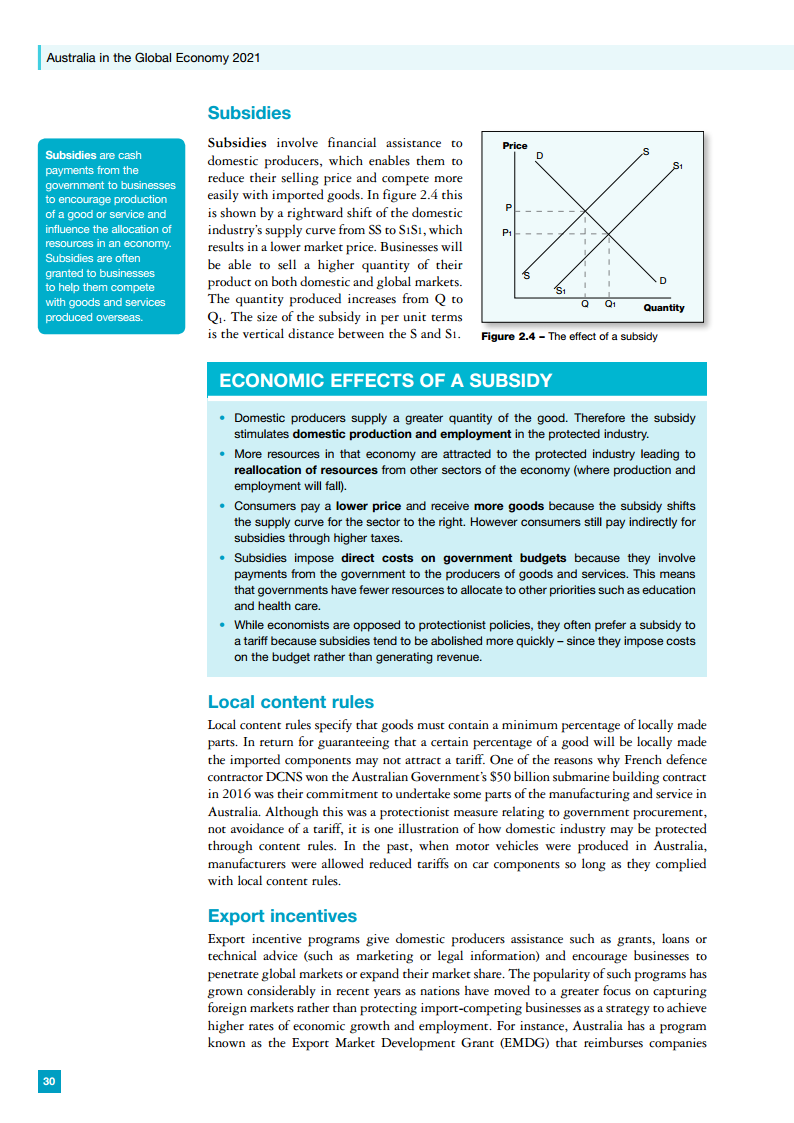 Australia in the Global Economy 2021
Subsidies
Subsidies are cash
payments from the
government to businesses
to encourage production
of a good or service and
influence the allocation of
resources in an economy.
Subsidies are often
granted to businesses
to help them compete
with goods and services
produced overseas.
Subsidies involve financial assistance to
domestic producers, which enables them to
reduce their selling price and compete more
easily with imported goods. In figure 2.4 this
is shown by a rightward shift of the domestic
industry's supply curve from SS to S1S1, which
results in a lower market price. Businesses will
be able to sell a higher quantity of their
product on both domestic and global markets.
The quantity produced increases from Q to
Q1. The size of the subsidy in per unit terms
is the vertical distance between the S and S1.
Price
D
S
S1
P
P1
S
S1
D
Q
Q1
Quantity
Figure 2.4 – The effect of a subsidy
ECONOMIC EFFECTS OF A SUBSIDY
• Domestic producers supply a greater quantity of the good. Therefore the subsidy
stimulates domestic production and employment in the protected industry.
• More resources in that economy are attracted to the protected industry leading to
reallocation of resources from other sectors of the economy (where production and
employment will fall).
• Consumers pay a lower price and receive more goods because the subsidy shifts
the supply curve for the sector to the right. However consumers still pay indirectly for
subsidies through higher taxes.
• Subsidies impose direct costs on government budgets because they involve
payments from the government to the producers of goods and services. This means
that governments have fewer resources to allocate to other priorities such as education
and health care.
• While economists are opposed to protectionist policies, they often prefer a subsidy to
a tariff because subsidies tend to be abolished more quickly – since they impose costs
on the budget rather than generating revenue.
Local content rules
Local content rules specify that goods must contain a minimum percentage of locally made
parts. In return for guaranteeing that a certain percentage of a good will be locally made
the imported components may not attract a tariff. One of the reasons why French defence
contractor DCNS won the Australian Government's $50 billion submarine building contract
in 2016 was their commitment to undertake some parts of the manufacturing and service in
Australia. Although this was a protectionist measure relating to government procurement,
not avoidance of a tariff, it is one illustration of how domestic industry may be protected
through content rules. In the past, when motor vehicles were produced in Australia,
manufacturers were allowed reduced tariffs on car components so long as they complied
with local content rules.
Export incentives
Export incentive programs give domestic producers assistance such as grants, loans or
technical advice (such as marketing or legal information) and encourage businesses to
penetrate global markets or expand their market share. The popularity of such programs has
grown considerably in recent years as nations have moved to a greater focus on capturing
foreign markets rather than protecting import-competing businesses as a strategy to achieve
higher rates of economic growth and employment. For instance, Australia has a program
known as the Export Market Development Grant (EMDG) that reimburses companies
30